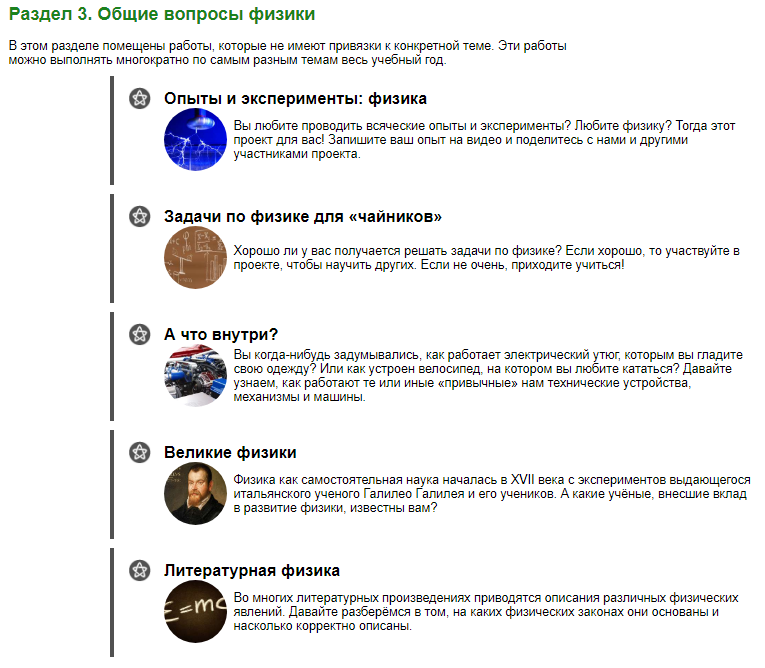 Раздел 3. Общие вопросы физики
В этом разделе помещены работы, которые не имеют привязки к конкретной теме. Эти работы
можно выполнять многократно по самым разным темам весь учебный год.
Опыты и эксперименты: физика
Вы любите проводить всяческие опыты и эксперименты? Любите физику? Тогда этот
проект для вас! Запишите ваш опыт на видео и поделитесь с нами и другими
участниками проекта.
Задачи по физике для «чайников»
Хорошо ли у вас получается решать задачи по физике? Если хорошо, то участвуйте в
проекте, чтобы научить других. Если не очень, приходите учиться!
А что внутри?
Вы когда-нибудь задумывались, как работает электрический утюг, которым вы гладите
свою одежду? Или как устроен велосипед, на котором вы любите кататься? Давайте
узнаем, как работают те или иные «привычные» нам технические устройства,
механизмы и машины.
Великие физики
Физика как самостоятельная наука началась в XVII века с экспериментов выдающегося
итальянского ученого Галилео Галилея и его учеников. А какие учёные, внесшие вклад
в развитие физики, известны вам?
Литературная физика
E=mc
Во многих литературных произведениях приводятся описания различных физических
явлений. Давайте разберёмся в том, на каких физических законах они основаны и
насколько корректно описаны.